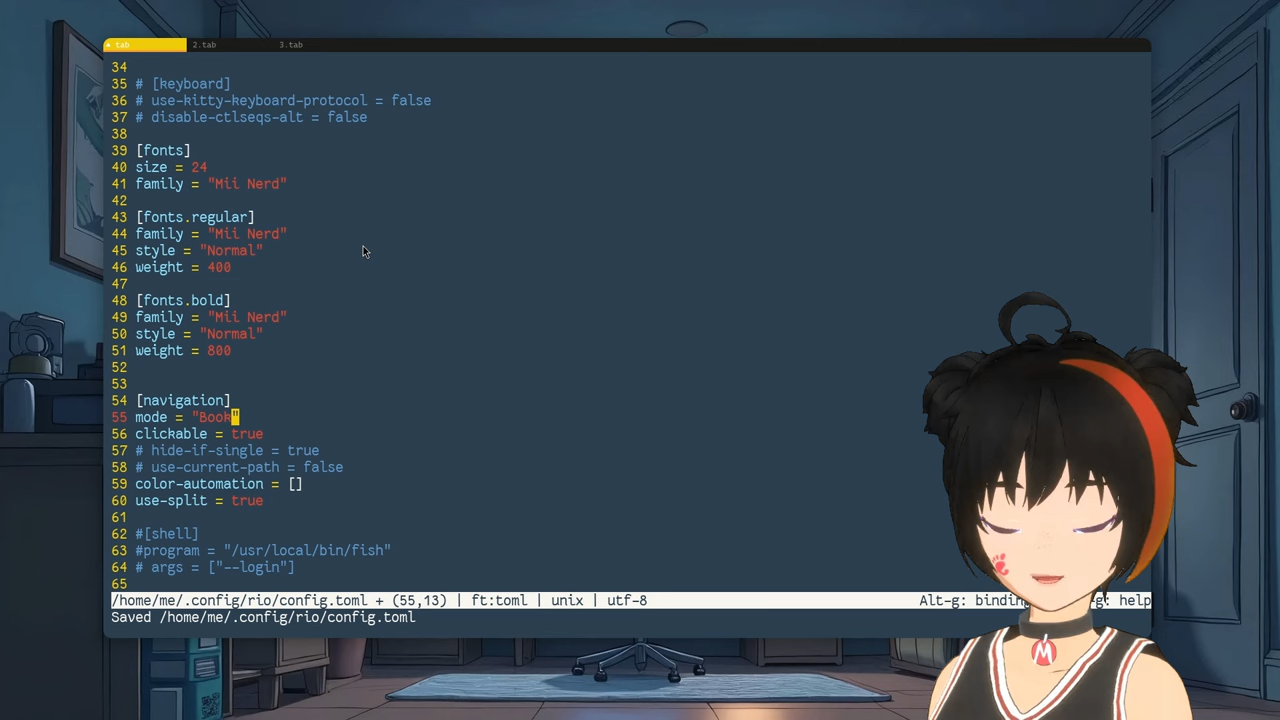 tab
2.tab
3.tab
34
35 # [keyboard]
36 # use-kitty-keyboard-protocol = false
37 # disable-ctlseqs-alt = false
38
39 [fonts]
40 size = 24
41 family = "Mii Nerd"
42
43 [fonts.regular]
44 family = "Mii Nerd"
45 style = "Normal"
46 weight = 400
47
48 [fonts.bold]
49 family = "Mii Nerd"
50 style = "Normal"
51 weight = 800
52
53
54 [navigation]
55 mode = "Book"
56 clickable = true
57 # hide-if-single = true
58 # use-current-path = false
59 color-automation = []
60 use-split = true
61
62 #[shell]
63 #program = "/usr/local/bin/fish"
64 # args = ["--login"]
65
/home/me/.config/rio/config.toml + (55,13) | ft:toml | unix | utf-8
Alt-g: bindin g: help
Saved /home/me/.config/rio/config.toml
M